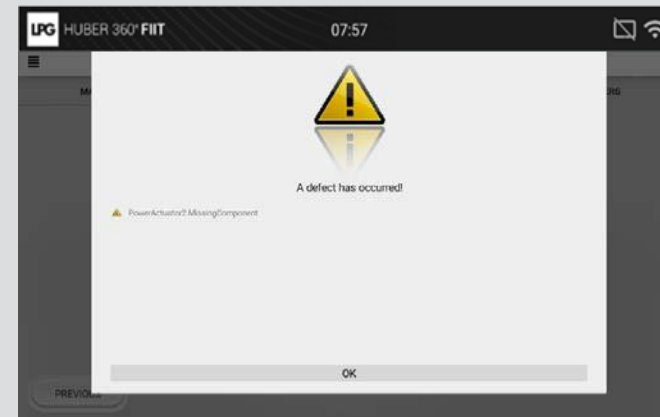 LPG HUBER 360° FIIT
07:57
A defect has occurred!
PowerActuator2.MissingComponent
OK